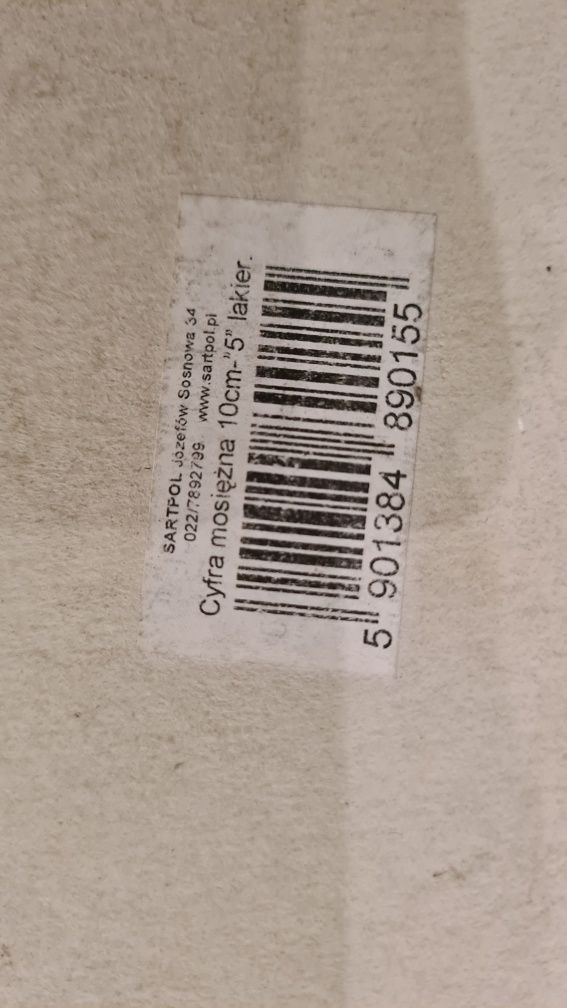 SARTPOL Józefów Sosnowa 34
022/7892799. www.sartpol.pl
Cyfra mosiężna 10cm-"5" lakier.
5 901384 890155